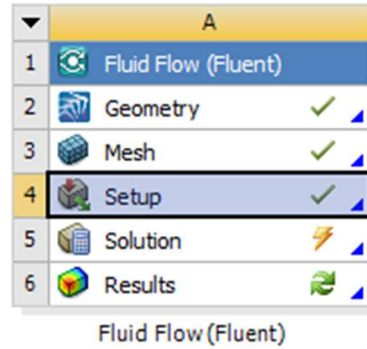 A
1 Fluid Flow (Fluent)
2 Geometry
3 Mesh
4 Setup
5 Solution
6 Results
Fluid Flow (Fluent)